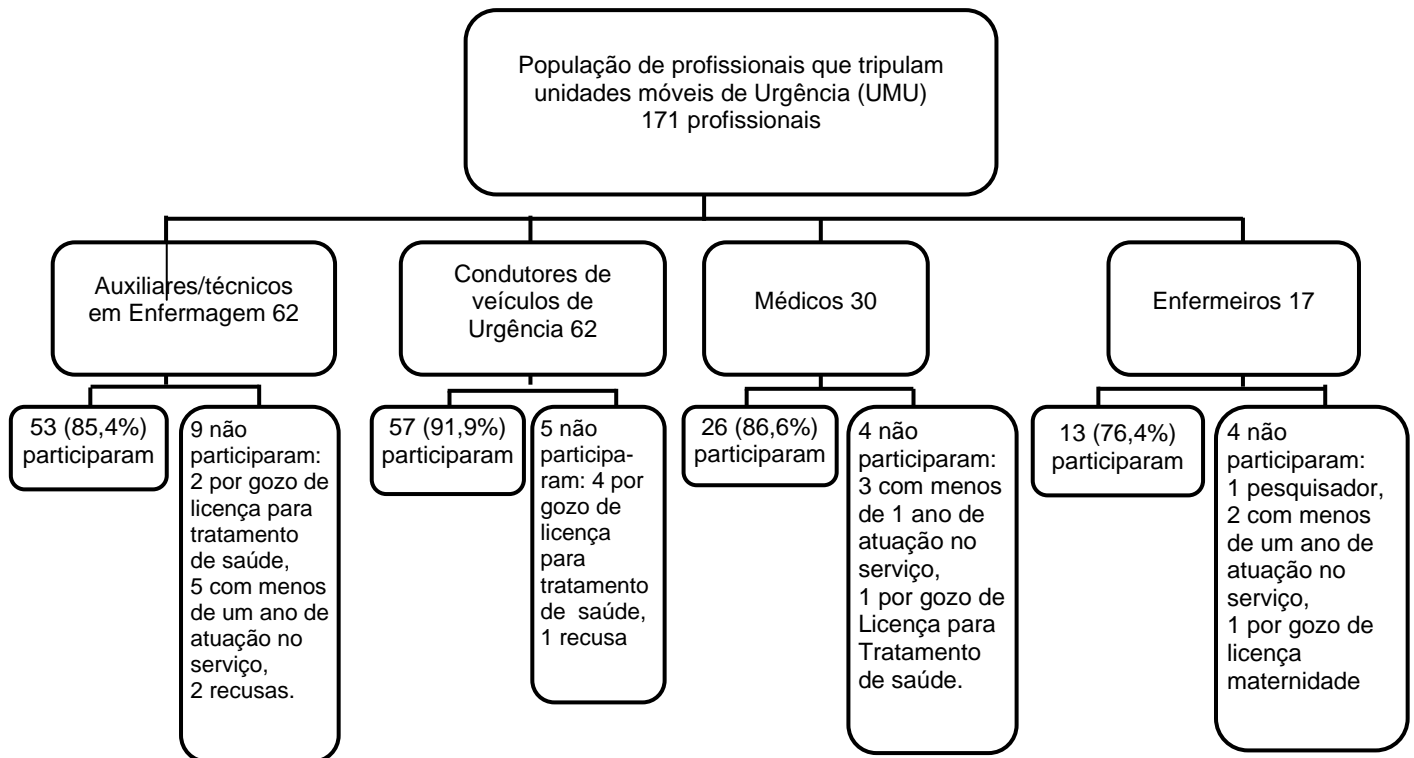 População de profissionais que tripulam
unidades móveis de Urgência (UMU)
171 profissionais
Auxiliares/técnicos
em Enfermagem 62
Condutores de
veículos de
Urgência 62
Médicos 30
Enfermeiros 17
53 (85,4%)
participaram
9 não
participaram:
2 por gozo de
licença para
tratamento
de saúde,
5 com menos
de um ano de
atuação no
serviço,
2 recusas.
57 (91,9%)
participaram
5 não
participa-
ram: 4 por
gozo de
licença
para
tratamento
de saúde,
1 recusa
26 (86,6%)
participaram
4 não
participaram:
3 com menos
de 1 ano de
atuação no
serviço,
1 por gozo de
Licença para
Tratamento
de saúde.
13 (76,4%)
participaram
4 não
participaram:
1 pesquisador,
2 com menos
de um ano de
atuação no
serviço,
1 por gozo de
licença
maternidade